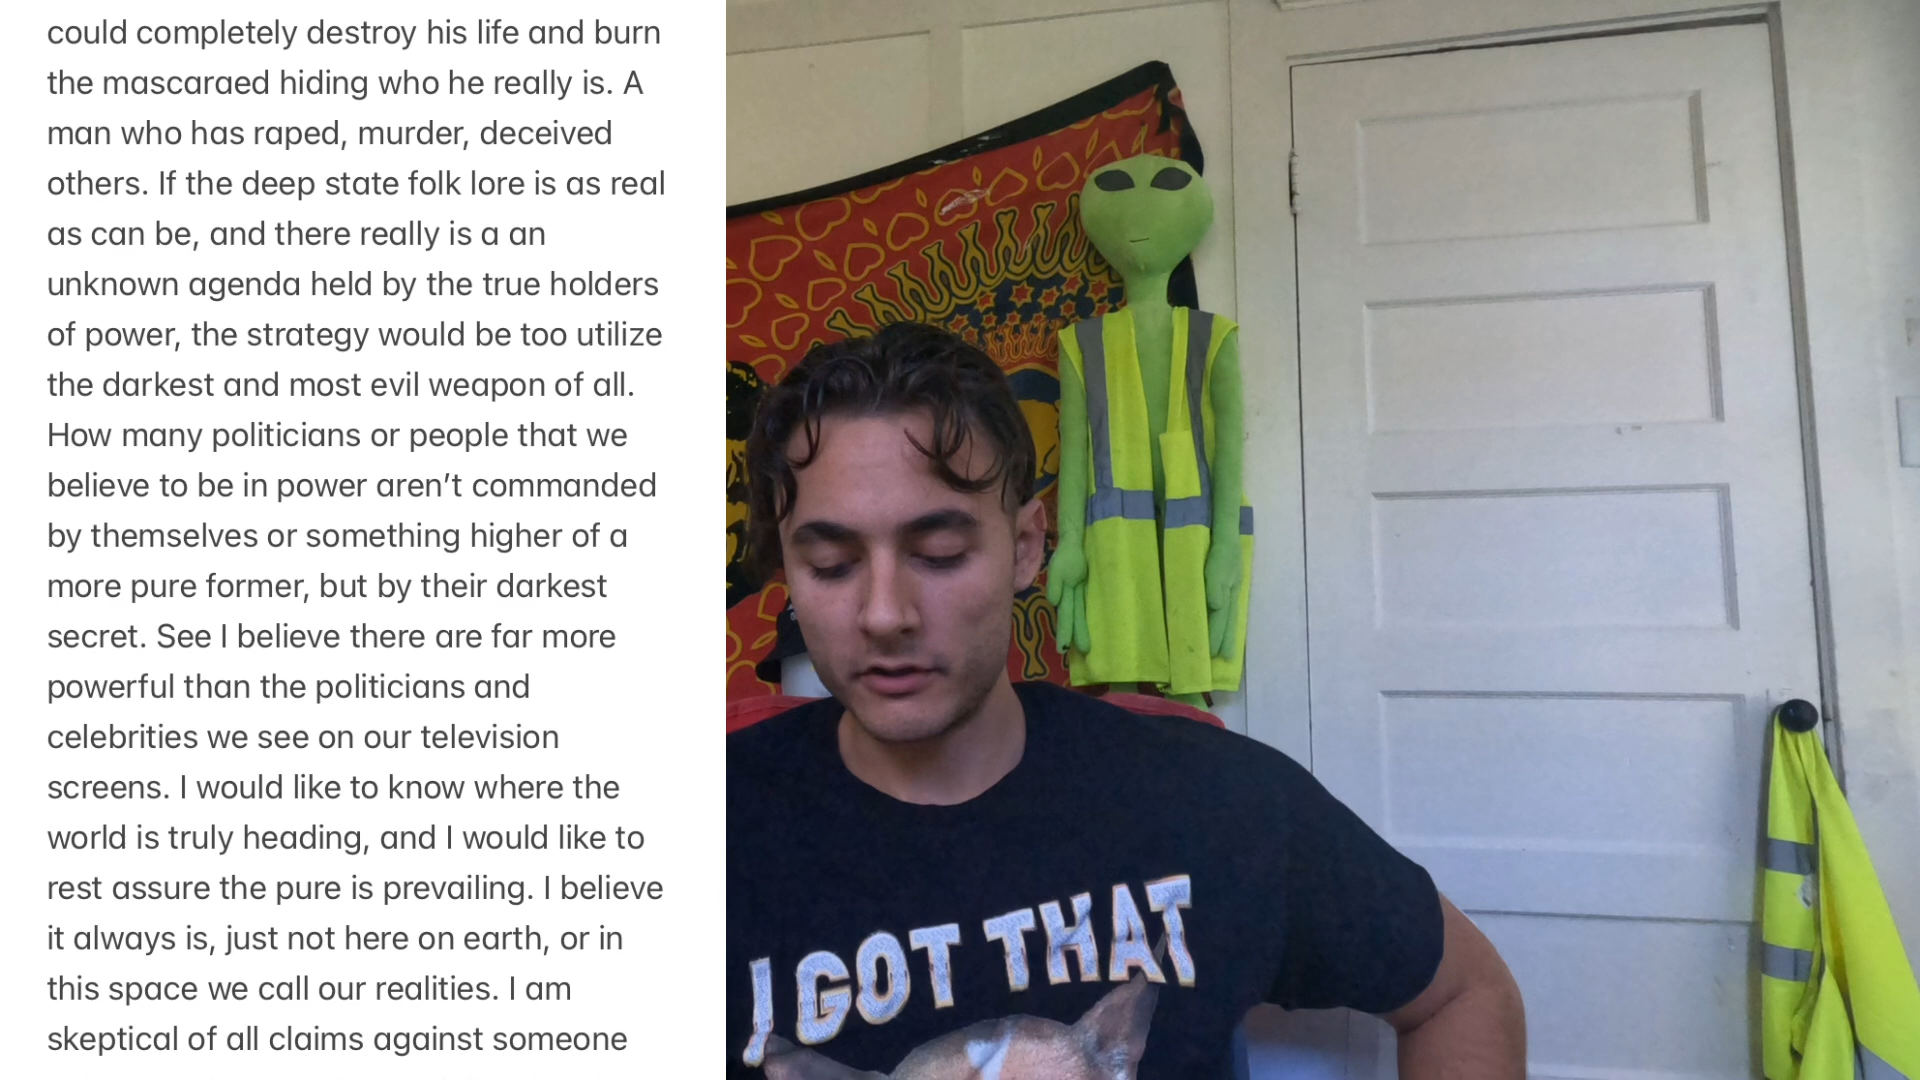 could completely destroy his life and burn
the mascaraed hiding who he really is. A
man who has raped, murder, deceived
others. If the deep state folk lore is as real
as can be, and there really is a an
unknown agenda held by the true holders
of power, the strategy would be too utilize
the darkest and most evil weapon of all.
How many politicians or people that we
believe to be in power aren’t commanded
by themselves or something higher of a
more pure former, but by their darkest
secret. See I believe there are far more
powerful than the politicians and
celebrities we see on our television
screens. I would like to know where the
world is truly heading, and I would like to
rest assure the pure is prevailing. I believe
it always is, just not here on earth, or in
this space we call our realities. I am
skeptical of all claims against someone
I GOT THAT